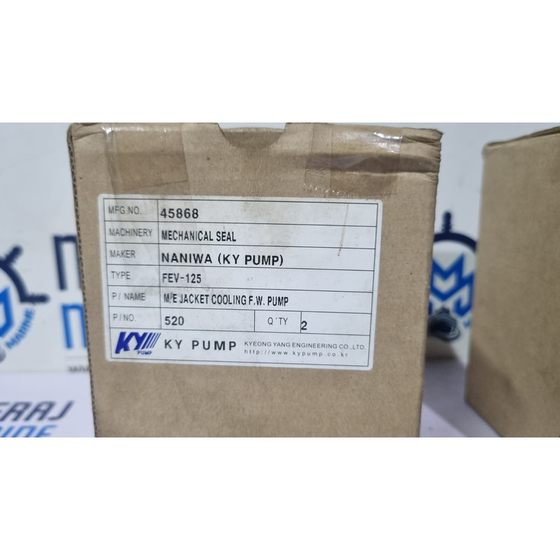 MFG NO. 45868
MACHINERY MECHANICAL SEAL
MAKER NANIWA (KY PUMP)
TYPE FEV-125
P/ NAME M/E JACKET COOLING F.W. PUMP
P/NO. 520 Q'TY 2
KY PUMP KY PUMP KYEONG YANG ENGINEERING CO.,LTD.
http://www.kypump.co.kr
MARINE